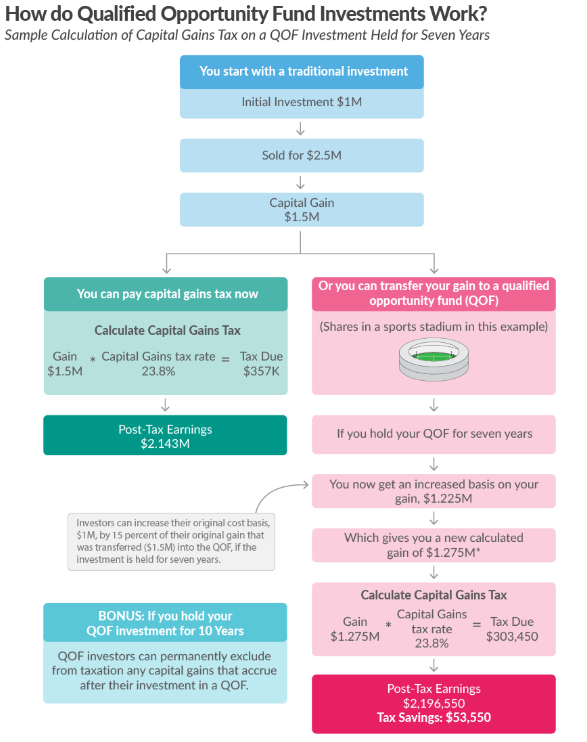 How do Qualified Opportunity Fund Investments Work?
Sample Calculation of Capital Gains Tax on a QOF Investment Held for Seven Years
You start with a traditional investment
Initial Investment $1M
Sold for $2.5M
Capital Gain
$1.5M
You can pay capital gains tax now
Calculate Capital Gains Tax
Gain * Capital Gains tax rate = Tax Due
$1.5M 23.8% $357K
Post-Tax Earnings
$2.143M
Or you can transfer your gain to a qualified
opportunity fund (QOF)
(Shares in a sports stadium in this example)
If you hold your QOF for seven years
You now get an increased basis on your
gain, $1.225M
Investors can increase their original cost basis,
$1M, by 15 percent of their original gain that
was transferred ($1.5M) into the QOF, if the
investment is held for seven years.
Which gives you a new calculated
gain of $1.275M*
Calculate Capital Gains Tax
Gain * Capital Gains = Tax Due
$1.275M tax rate $303,450
23.8%
Post-Tax Earnings
$2,196,550
Tax Savings: $53,550
BONUS: If you hold your
QOF investment for 10 Years
QOF investors can permanently exclude
from taxation any capital gains that accrue
after their investment in a QOF.